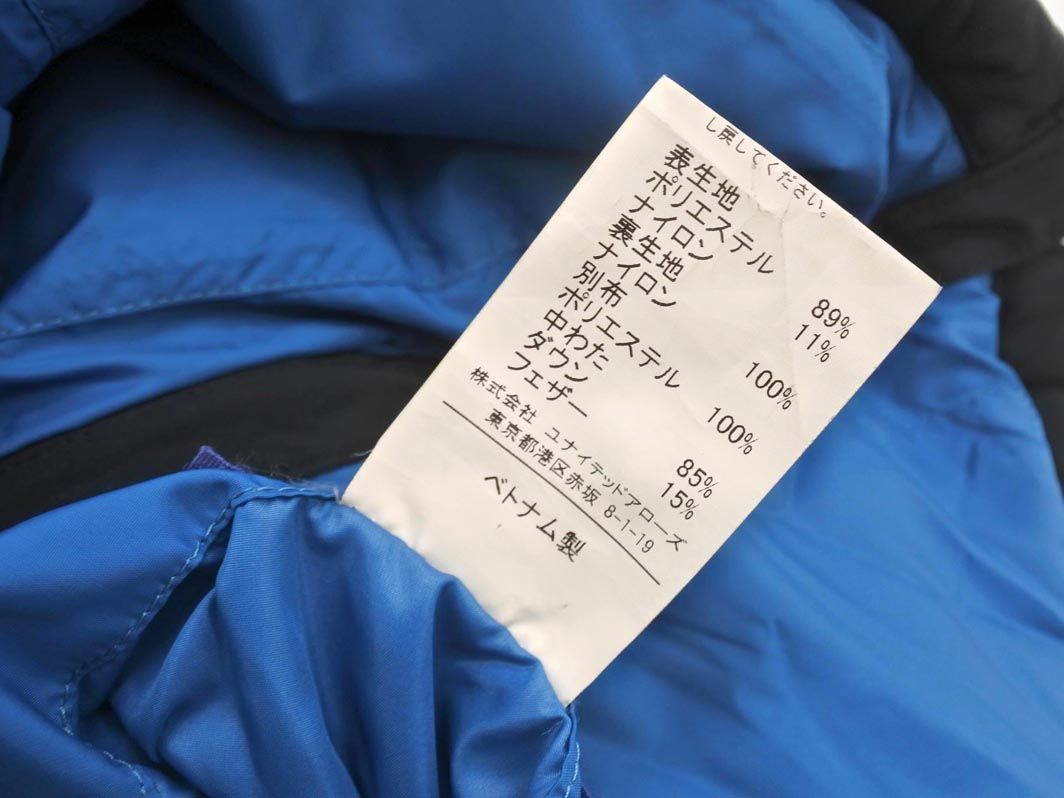 し戻してください。
表生地
ポリエステル 89%
ナイロン 11%
裏生地
ナイロン 100%
別布
ポリエステル 100%
中わた
ダウン 85%
フェザー 15%
株式会社 ユナイテッドアローズ
東京都港区赤坂 8-1-19
ベトナム製